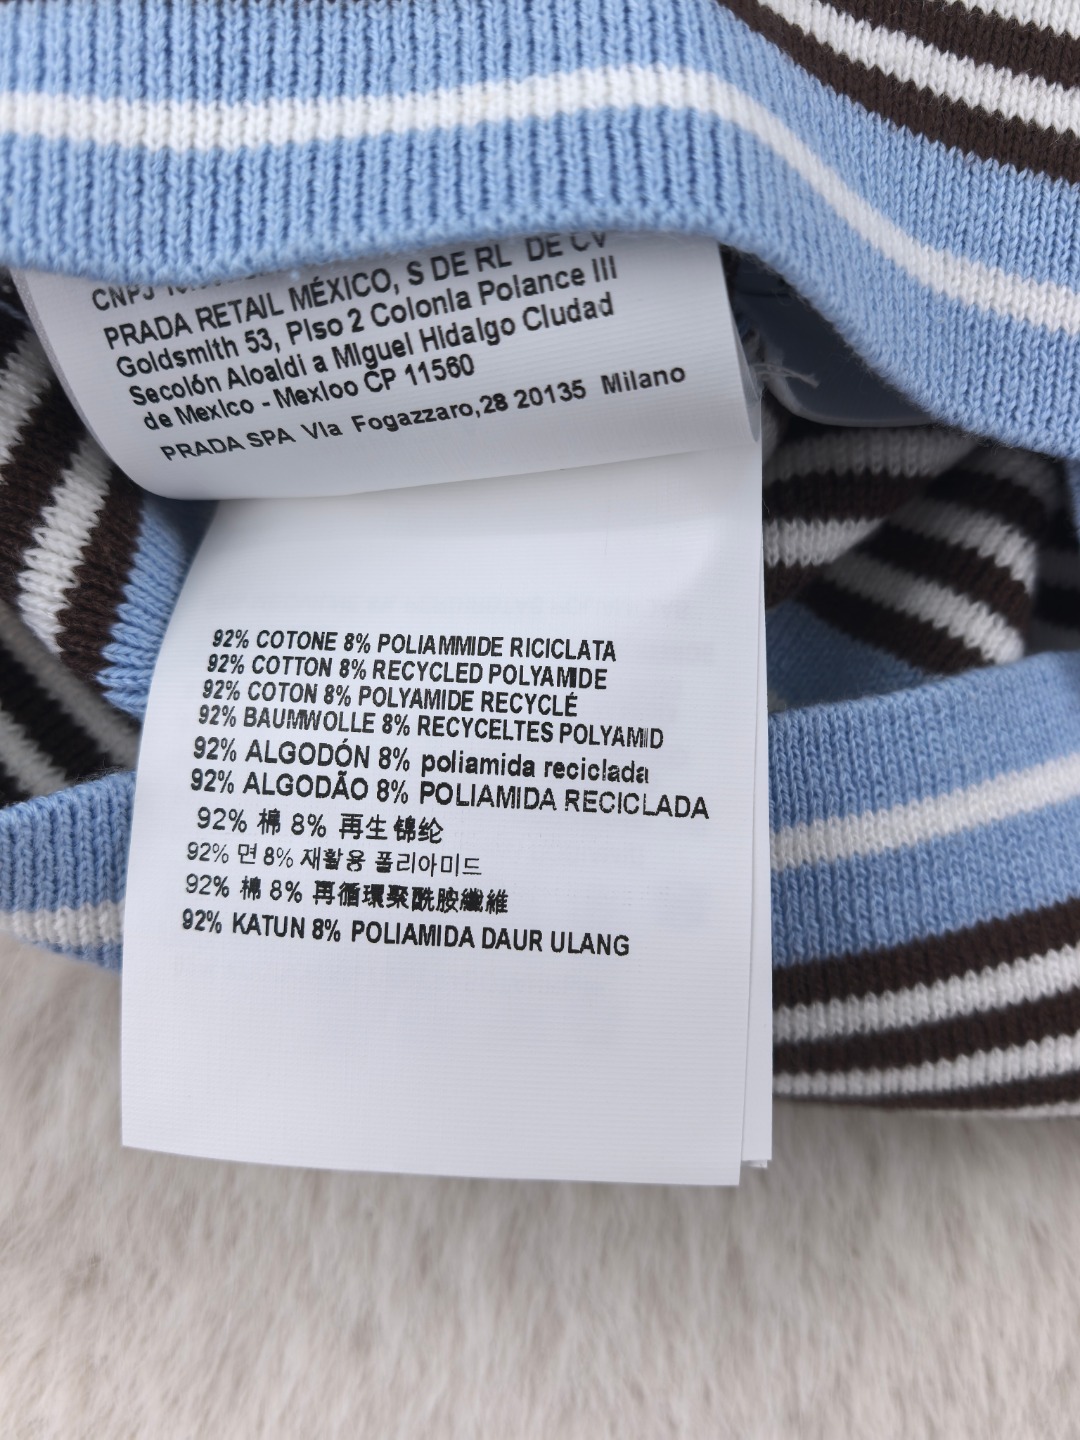 CNPJ
PRADA RETAIL MÉXICO, S DE RL DE CV
Goldsmith 53, PIso 2 ColonIa Polance III
Secolón Aloaldi a MIguel HIdalgo CIudad
de MexIco - MexIoo CP 11560
PRADA SPA VIa Fogazzaro,28 20135 Milano
92% COTONE 8% POLIAMMIDE RICICLATA
92% COTTON 8% RECYCLED POLYAMIDE
92% COTON 8% POLYAMIDE RECYCLÉ
92% BAUMWOLLE 8% RECYCELTES POLYAMID
92% ALGODÓN 8% poliamida reciclada
92% ALGODÃO 8% POLIAMIDA RECICLADA
92% 棉 8% 再生锦纶
92% 면 8% 재활용 폴리아미드
92% 棉 8% 再循環聚酰胺纖維
92% KATUN 8% POLIAMIDA DAUR ULANG